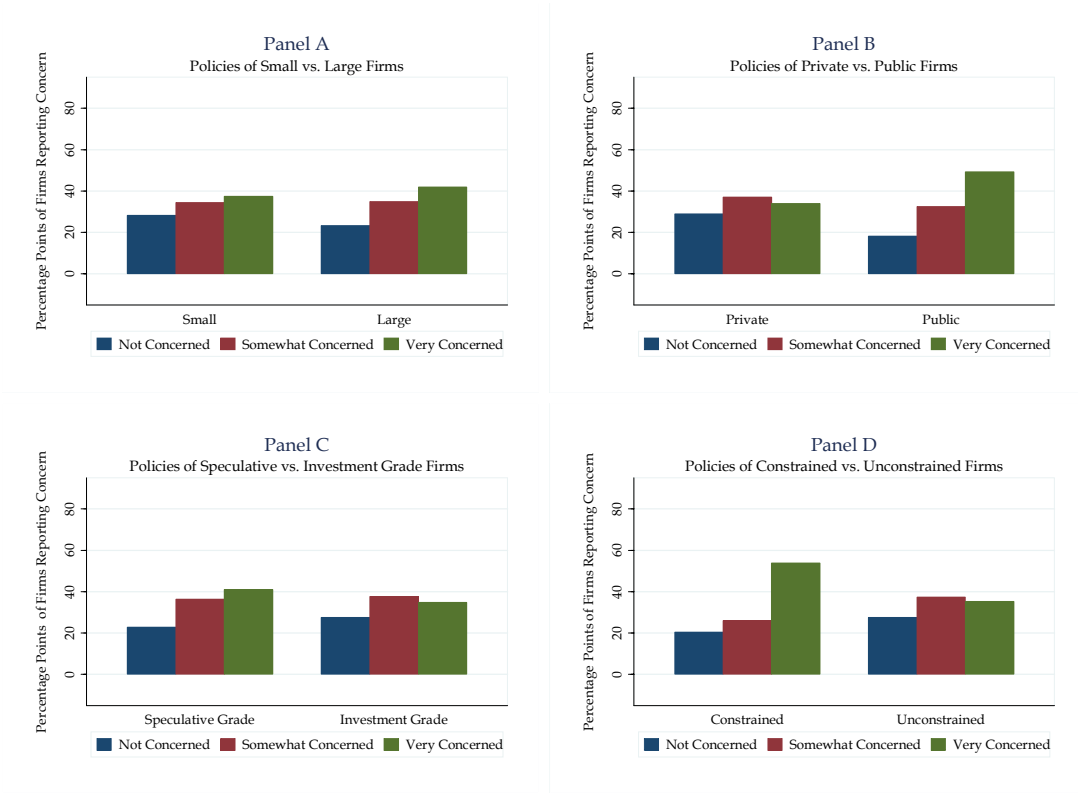 Panel A
Policies of Small vs. Large Firms
Percentage Points of Firms Reporting Concern
80
60
40
20
0
Small Large
Not Concerned Somewhat Concerned Very Concerned
Panel B
Policies of Private vs. Public Firms
Percentage Points of Firms Reporting Concern
80
60
40
20
0
Private Public
Not Concerned Somewhat Concerned Very Concerned
Panel C
Policies of Speculative vs. Investment Grade Firms
Percentage Points of Firms Reporting Concern
80
60
40
20
0
Speculative Grade Investment Grade
Not Concerned Somewhat Concerned Very Concerned
Panel D
Policies of Constrained vs. Unconstrained Firms
Percentage Points of Firms Reporting Concern
80
60
40
20
0
Constrained Unconstrained
Not Concerned Somewhat Concerned Very Concerned